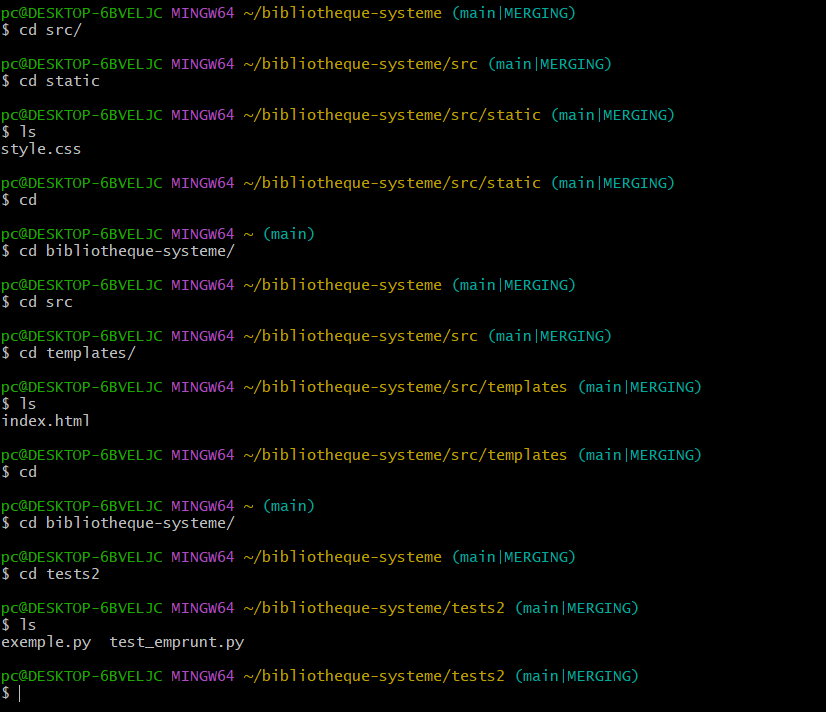 pc@DESKTOP-6BVELJC MINGW64 ~/bibliotheque-systeme (main|MERGING)
$ cd src/
pc@DESKTOP-6BVELJC MINGW64 ~/bibliotheque-systeme/src (main|MERGING)
$ cd static
pc@DESKTOP-6BVELJC MINGW64 ~/bibliotheque-systeme/src/static (main|MERGING)
$ ls
style.css
pc@DESKTOP-6BVELJC MINGW64 ~/bibliotheque-systeme/src/static (main|MERGING)
$ cd
pc@DESKTOP-6BVELJC MINGW64 ~ (main)
$ cd bibliotheque-systeme/
pc@DESKTOP-6BVELJC MINGW64 ~/bibliotheque-systeme (main|MERGING)
$ cd src
pc@DESKTOP-6BVELJC MINGW64 ~/bibliotheque-systeme/src (main|MERGING)
$ cd templates/
pc@DESKTOP-6BVELJC MINGW64 ~/bibliotheque-systeme/src/templates (main|MERGING)
$ ls
index.html
pc@DESKTOP-6BVELJC MINGW64 ~/bibliotheque-systeme/src/templates (main|MERGING)
$ cd
pc@DESKTOP-6BVELJC MINGW64 ~ (main)
$ cd bibliotheque-systeme/
pc@DESKTOP-6BVELJC MINGW64 ~/bibliotheque-systeme (main|MERGING)
$ cd tests2
pc@DESKTOP-6BVELJC MINGW64 ~/bibliotheque-systeme/tests2 (main|MERGING)
$ ls
exemple.py  test_emprunt.py
pc@DESKTOP-6BVELJC MINGW64 ~/bibliotheque-systeme/tests2 (main|MERGING)
$